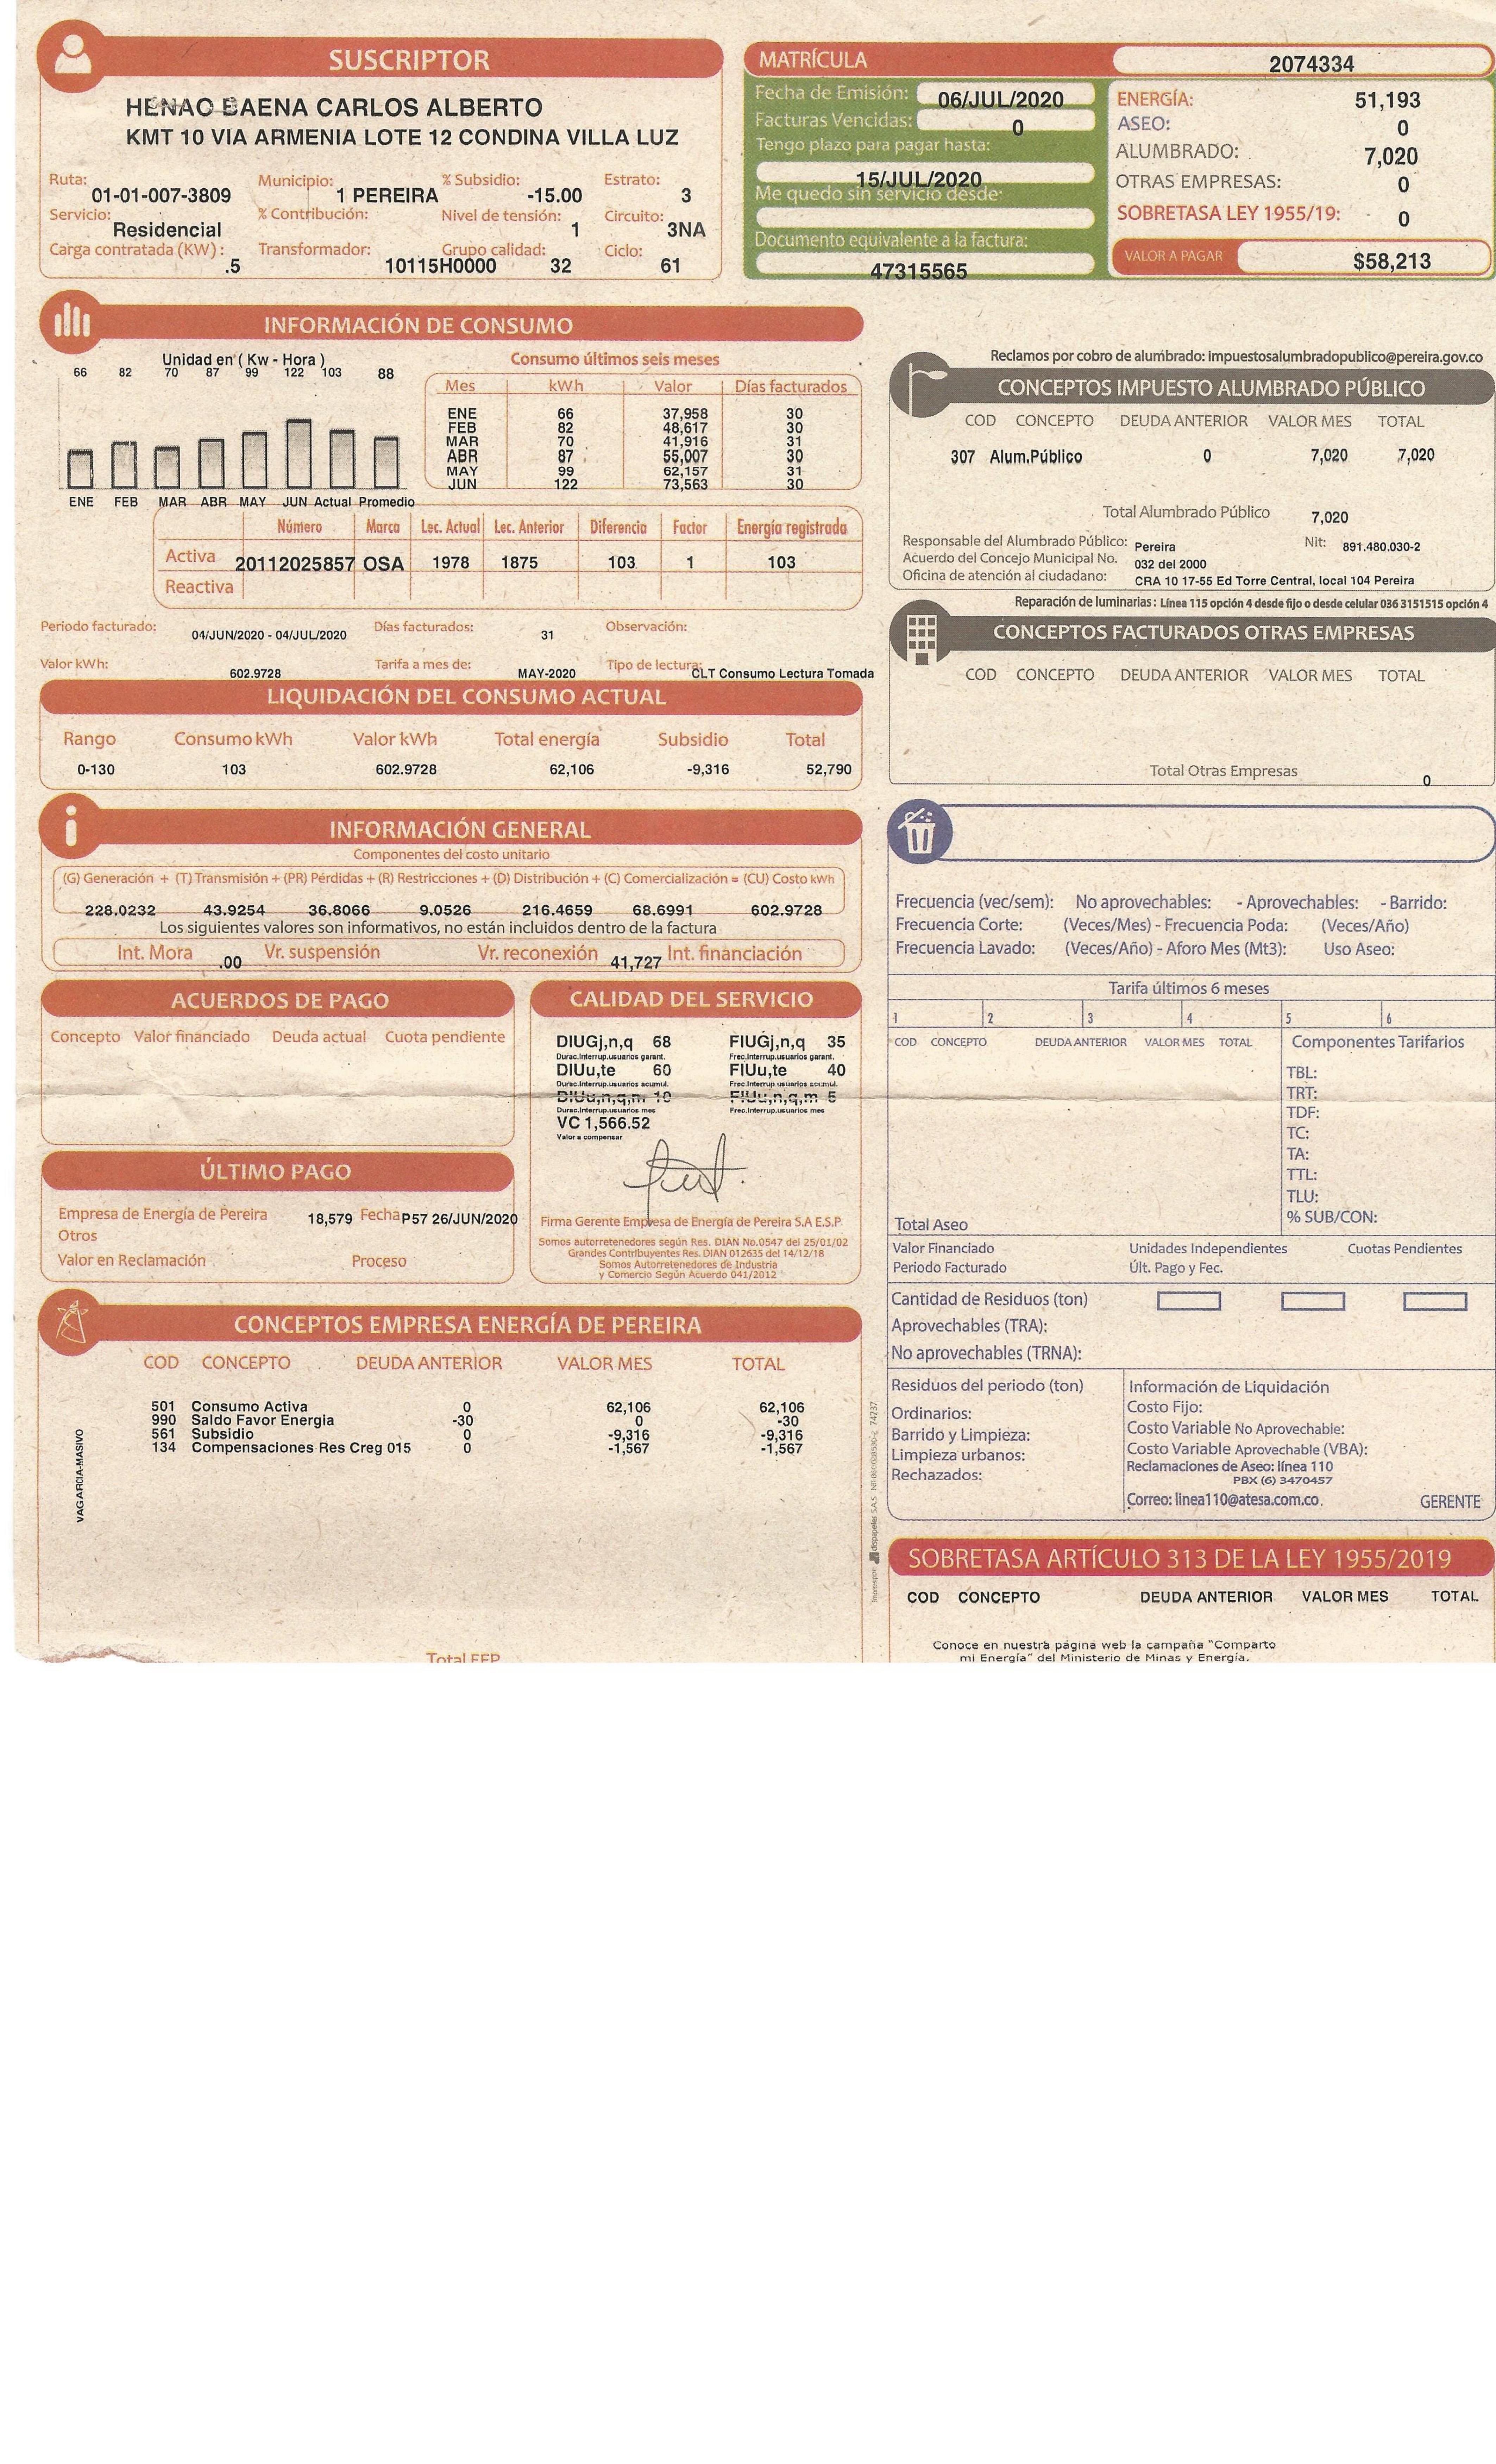 SUSCRIPTOR
HENAO BAENA CARLOS ALBERTO
KMT 10 VIA ARMENIA LOTE 12 CONDINA VILLA LUZ
Ruta: 01-01-007-3809 Municipio: 1 PEREIRA % Subsidio: -15.00 Estrato: 3
Servicio: Residencial % Contribución: Nivel de tensión: 1 Circuito: 3NA
Carga contratada (KW): .5 Transformador: 10115H0000 Grupo calidad: 32 Ciclo: 61
MATRÍCULA 2074334
Fecha de Emisión: 06/JUL/2020
Facturas Vencidas: 0
Tengo plazo para pagar hasta:
15/JUL/2020
Me quedo sin servicio desde:
Documento equivalente a la factura:
47315565
ENERGÍA: 51,193
ASEO: 0
ALUMBRADO: 7,020
OTRAS EMPRESAS: 0
SOBRETASA LEY 1955/19: 0
VALOR A PAGAR $58,213
INFORMACIÓN DE CONSUMO
Unidad en ( Kw - Hora )
66 82 70 87 99 122 103 88
ENE FEB MAR ABR MAY JUN Actual Promedio
Consumo últimos seis meses
Mes kWh Valor Días facturados
ENE 66 37,958 30
FEB 82 48,617 30
MAR 70 41,916 31
ABR 87 55,007 30
MAY 99 62,157 31
JUN 122 73,563 30
Número Marca Lec. Actual Lec. Anterior Diferencia Factor Energía registrada
Activa 20112025857 OSA 1978 1875 103 1 103
Reactiva
Periodo facturado: 04/JUN/2020 - 04/JUL/2020 Días facturados: 31 Observación:
Valor kWh: 602.9728 Tarifa a mes de: MAY-2020 Tipo de lectura: CLT Consumo Lectura Tomada
LIQUIDACIÓN DEL CONSUMO ACTUAL
Rango Consumo kWh Valor kWh Total energía Subsidio Total
0-130 103 602.9728 62,106 -9,316 52,790
INFORMACIÓN GENERAL
Componentes del costo unitario
(G) Generación + (T) Transmisión + (PR) Pérdidas + (R) Restricciones + (D) Distribución + (C) Comercialización = (CU) Costo kWh
228.0232 43.9254 36.8066 9.0526 216.4659 68.6991 602.9728
Los siguientes valores son informativos, no están incluidos dentro de la factura
Int. Mora .00 Vr. suspensión Vr. reconexión 41,727 Int. financiación
ACUERDOS DE PAGO
Concepto Valor financiado Deuda actual Cuota pendiente
ÚLTIMO PAGO
Empresa de Energía de Pereira 18,579 Fecha P57 26/JUN/2020
Otros
Valor en Reclamación Proceso
CALIDAD DEL SERVICIO
DIUGj,n,q 68 FIUGj,n,q 35
Durac.Interrup.usuarios garant. Frec.Interrup.usuarios garant.
DIUu,te 60 FIUu,te 40
Durac.Interrup.usuarios acumul. Frec.Interrup.usuarios acumul.
DIUu,n,q,m 10 FIUu,n,q,m 5
Durac.Interrup.usuarios mes Frec.Interrup.usuarios mes
VC 1,566.52
Valor a compensar
Firma Gerente Empresa de Energía de Pereira S.A E.S.P.
Somos autorretenedores según Res. DIAN No.0547 del 25/01/02
Grandes Contribuyentes Res. DIAN 012635 del 14/12/18
Somos Autorretenedores de Industria
y Comercio Según Acuerdo 041/2012
CONCEPTOS EMPRESA ENERGÍA DE PEREIRA
COD CONCEPTO DEUDA ANTERIOR VALOR MES TOTAL
501 Consumo Activa 0 62,106 62,106
990 Saldo Favor Energia -30 0 -30
561 Subsidio 0 -9,316 -9,316
134 Compensaciones Res Creg 015 0 -1,567 -1,567
VAGARCIA-MASIVO
Total EEP
Reclamos por cobro de alumbrado: impuestosalumbradopublico@pereira.gov.co
CONCEPTOS IMPUESTO ALUMBRADO PÚBLICO
COD CONCEPTO DEUDA ANTERIOR VALOR MES TOTAL
307 Alum.Público 0 7,020 7,020
Total Alumbrado Público 7,020
Responsable del Alumbrado Público: Pereira Nit: 891.480.030-2
Acuerdo del Concejo Municipal No. 032 del 2000
Oficina de atención al ciudadano: CRA 10 17-55 Ed Torre Central, local 104 Pereira
Reparación de luminarias: Línea 115 opción 4 desde fijo o desde celular 036 3151515 opción 4
CONCEPTOS FACTURADOS OTRAS EMPRESAS
COD CONCEPTO DEUDA ANTERIOR VALOR MES TOTAL
Total Otras Empresas 0
Frecuencia (vec/sem): No aprovechables: - Aprovechables: - Barrido:
Frecuencia Corte: (Veces/Mes) - Frecuencia Poda: (Veces/Año)
Frecuencia Lavado: (Veces/Año) - Aforo Mes (Mt3): Uso Aseo:
Tarifa últimos 6 meses
1 2 3 4 5 6
COD CONCEPTO DEUDA ANTERIOR VALOR MES TOTAL Componentes Tarifarios
TBL:
TRT:
TDF:
TC:
TA:
TTL:
TLU:
Total Aseo % SUB/CON:
Valor Financiado Unidades Independientes Cuotas Pendientes
Periodo Facturado Últ. Pago y Fec.
Cantidad de Residuos (ton)
Aprovechables (TRA):
No aprovechables (TRNA):
Residuos del periodo (ton)
Ordinarios:
Barrido y Limpieza:
Limpieza urbanos:
Rechazados:
Información de Liquidación
Costo Fijo:
Costo Variable No Aprovechable:
Costo Variable Aprovechable (VBA):
Reclamaciones de Aseo: línea 110
PBX (6) 3470457
Correo: linea110@atesa.com.co GERENTE
SOBRETASA ARTÍCULO 313 DE LA LEY 1955/2019
COD CONCEPTO DEUDA ANTERIOR VALOR MES TOTAL
Conoce en nuestra página web la campaña "Comparto
mi Energía" del Ministerio de Minas y Energía.